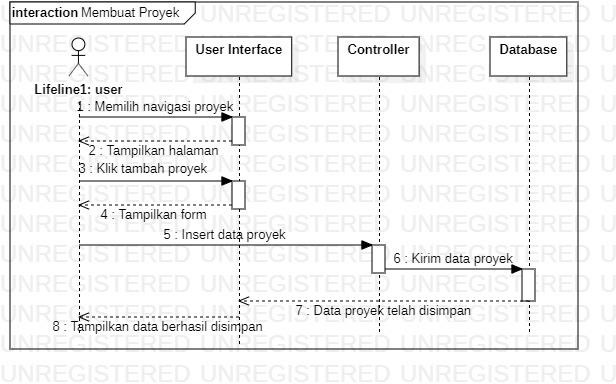 interaction Membuat Proyek
User Interface
Controller
Database
Lifeline1: user
1 : Memilih navigasi proyek
2 : Tampilkan halaman
3 : Klik tambah proyek
4 : Tampilkan form
5 : Insert data proyek
6 : Kirim data proyek
7 : Data proyek telah disimpan
8 : Tampilkan data berhasil disimpan
UNREGISTERED